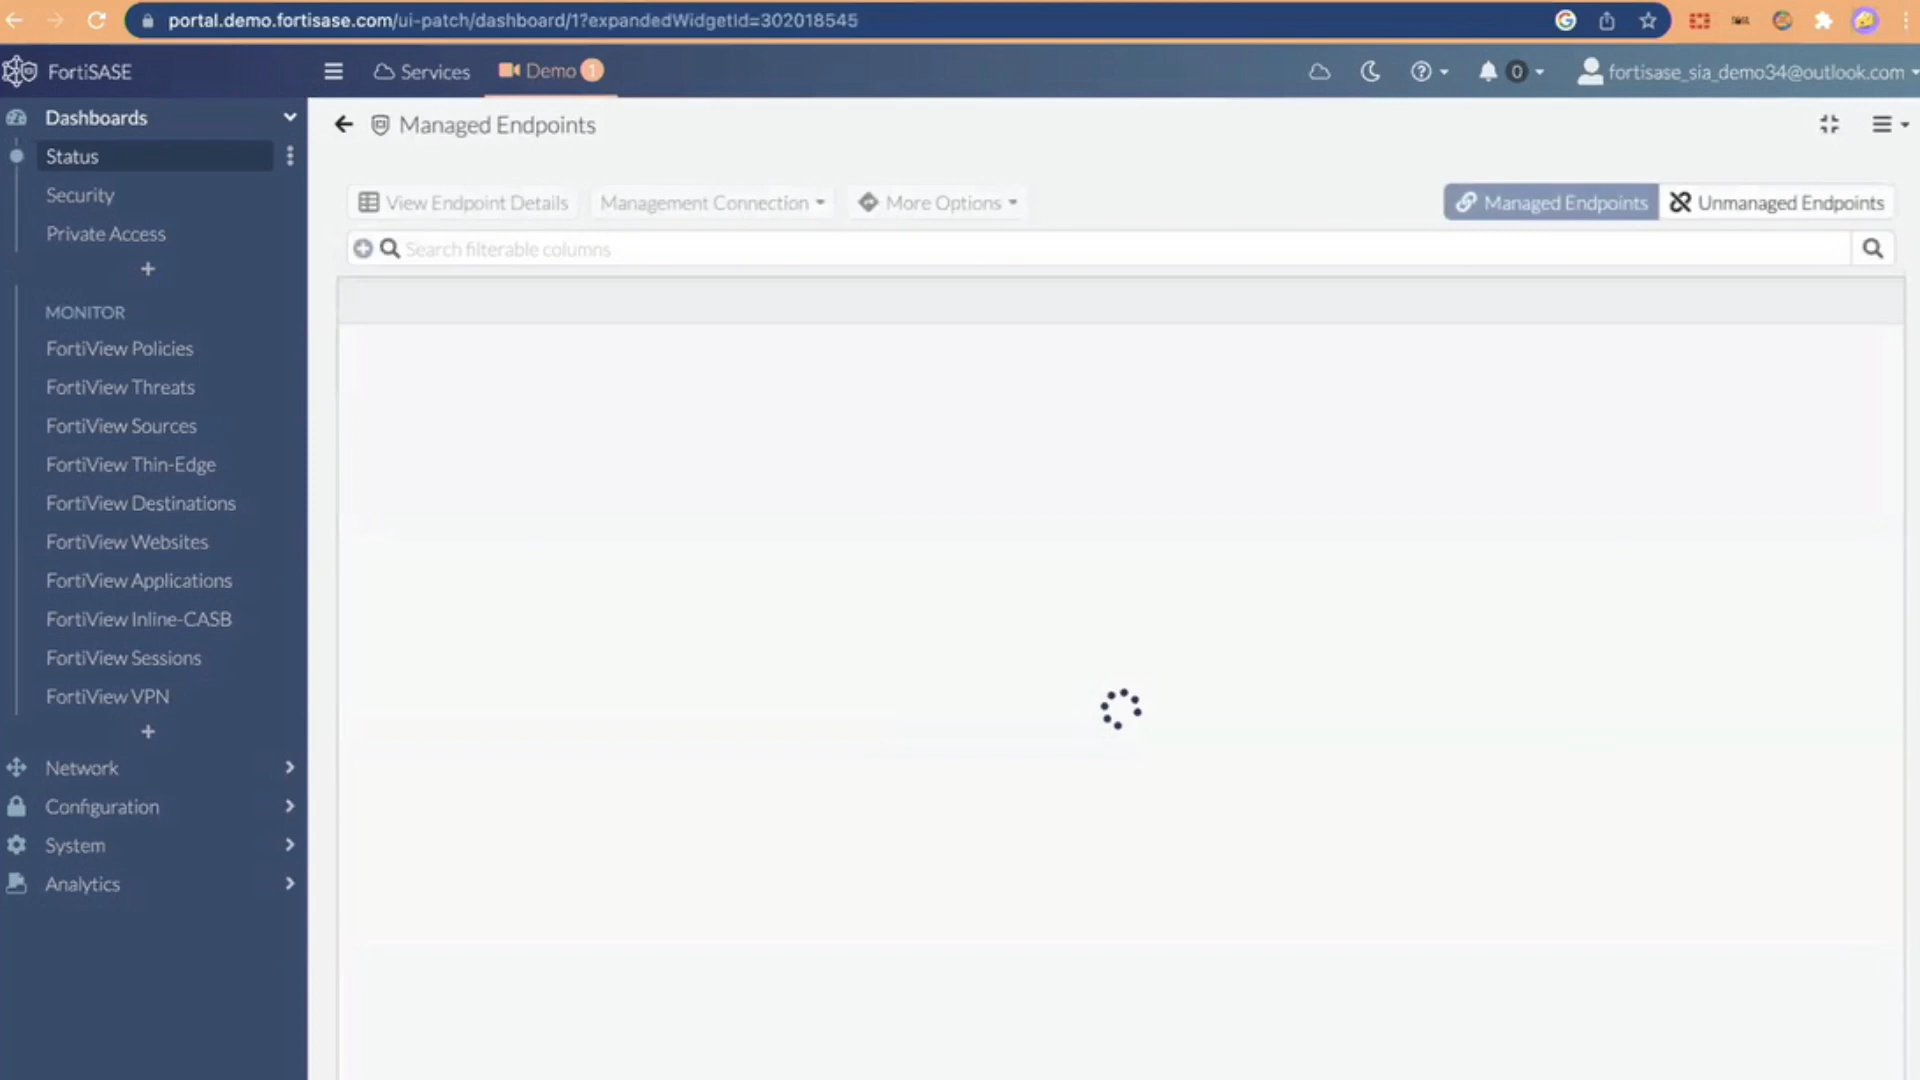 portal.demo.fortisase.com/ui-patch/dashboard/1?expandedWidgetId=302018545
FortiSASE
Services
Demo 1
0
fortisase_sia_demo34@outlook.com
Dashboards
Status
Security
Private Access
+
MONITOR
FortiView Policies
FortiView Threats
FortiView Sources
FortiView Thin-Edge
FortiView Destinations
FortiView Websites
FortiView Applications
FortiView Inline-CASB
FortiView Sessions
FortiView VPN
+
Network
Configuration
System
Analytics
Managed Endpoints
View Endpoint Details
Management Connection
More Options
Managed Endpoints
Unmanaged Endpoints
Search filterable columns